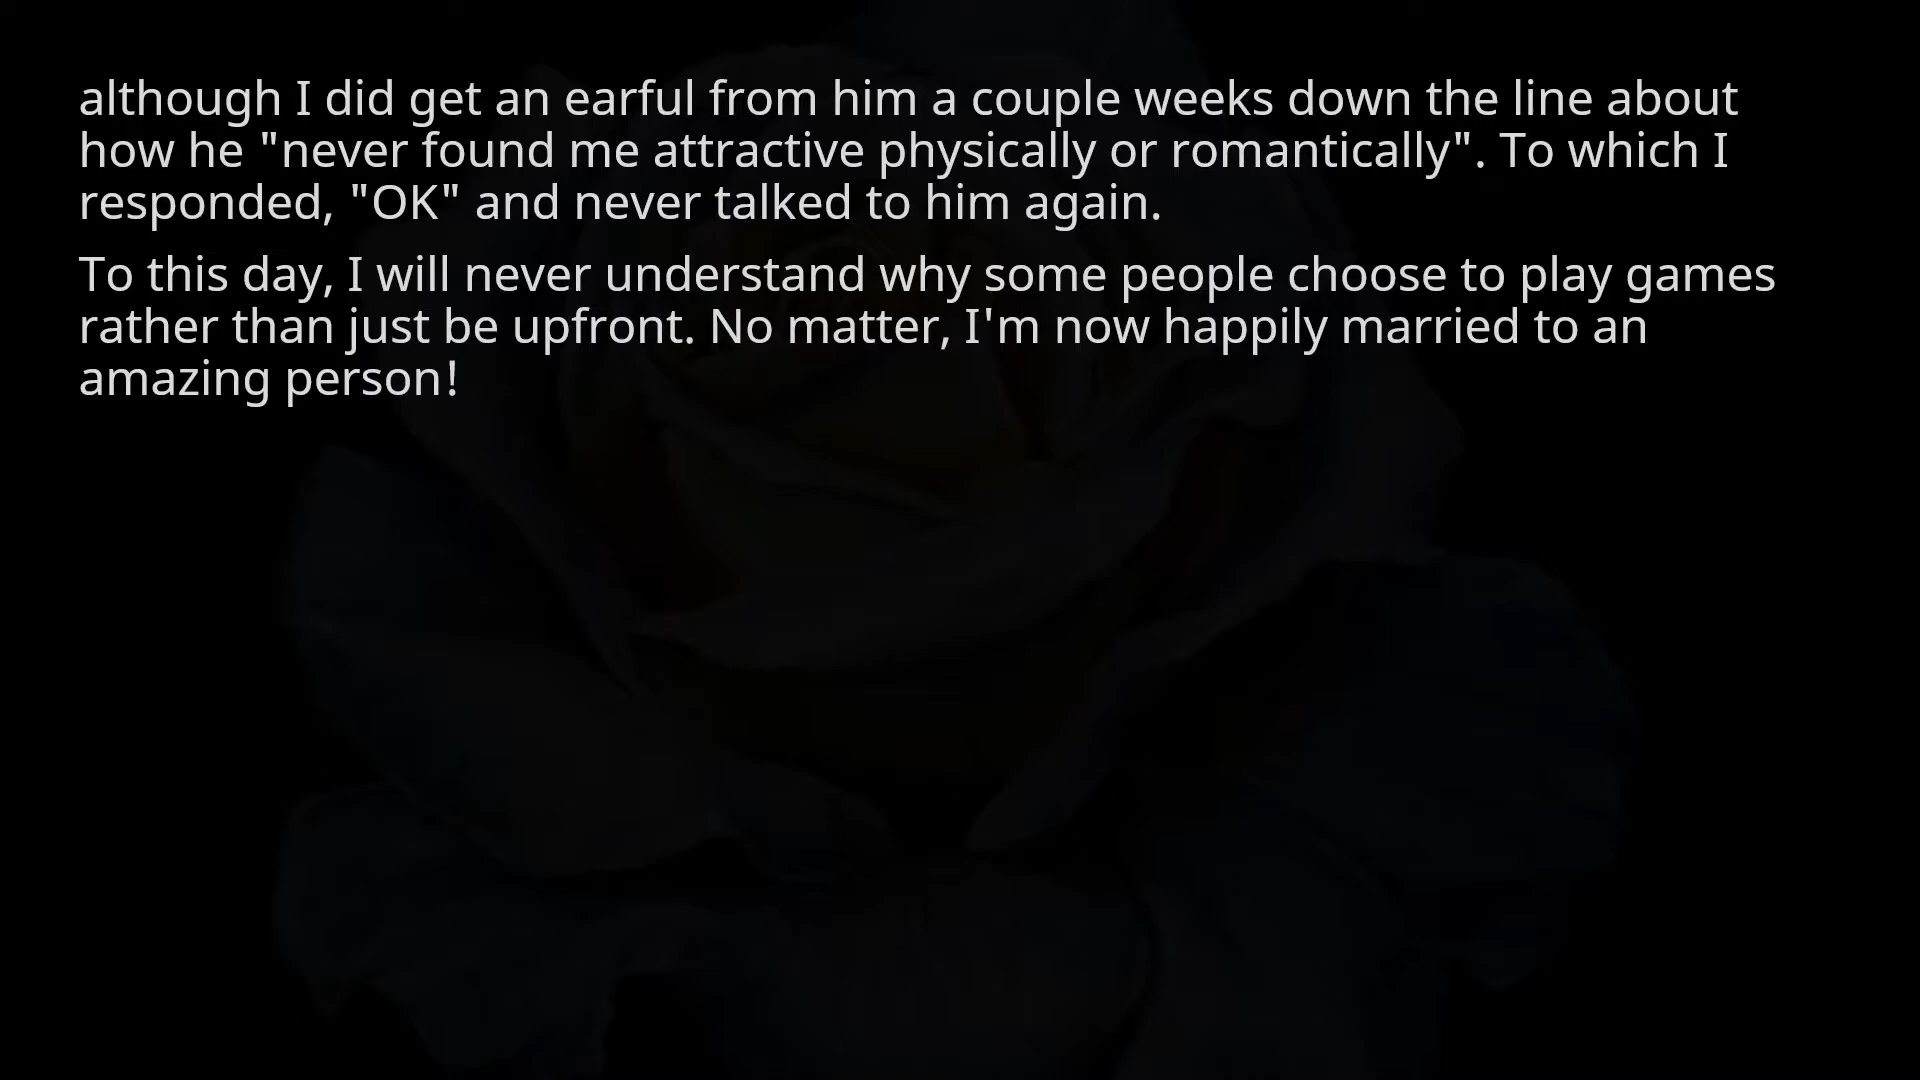 although I did get an earful from him a couple weeks down the line about
how he "never found me attractive physically or romantically". To which I
responded, "OK" and never talked to him again.
To this day, I will never understand why some people choose to play games
rather than just be upfront. No matter, I'm now happily married to an
amazing person!